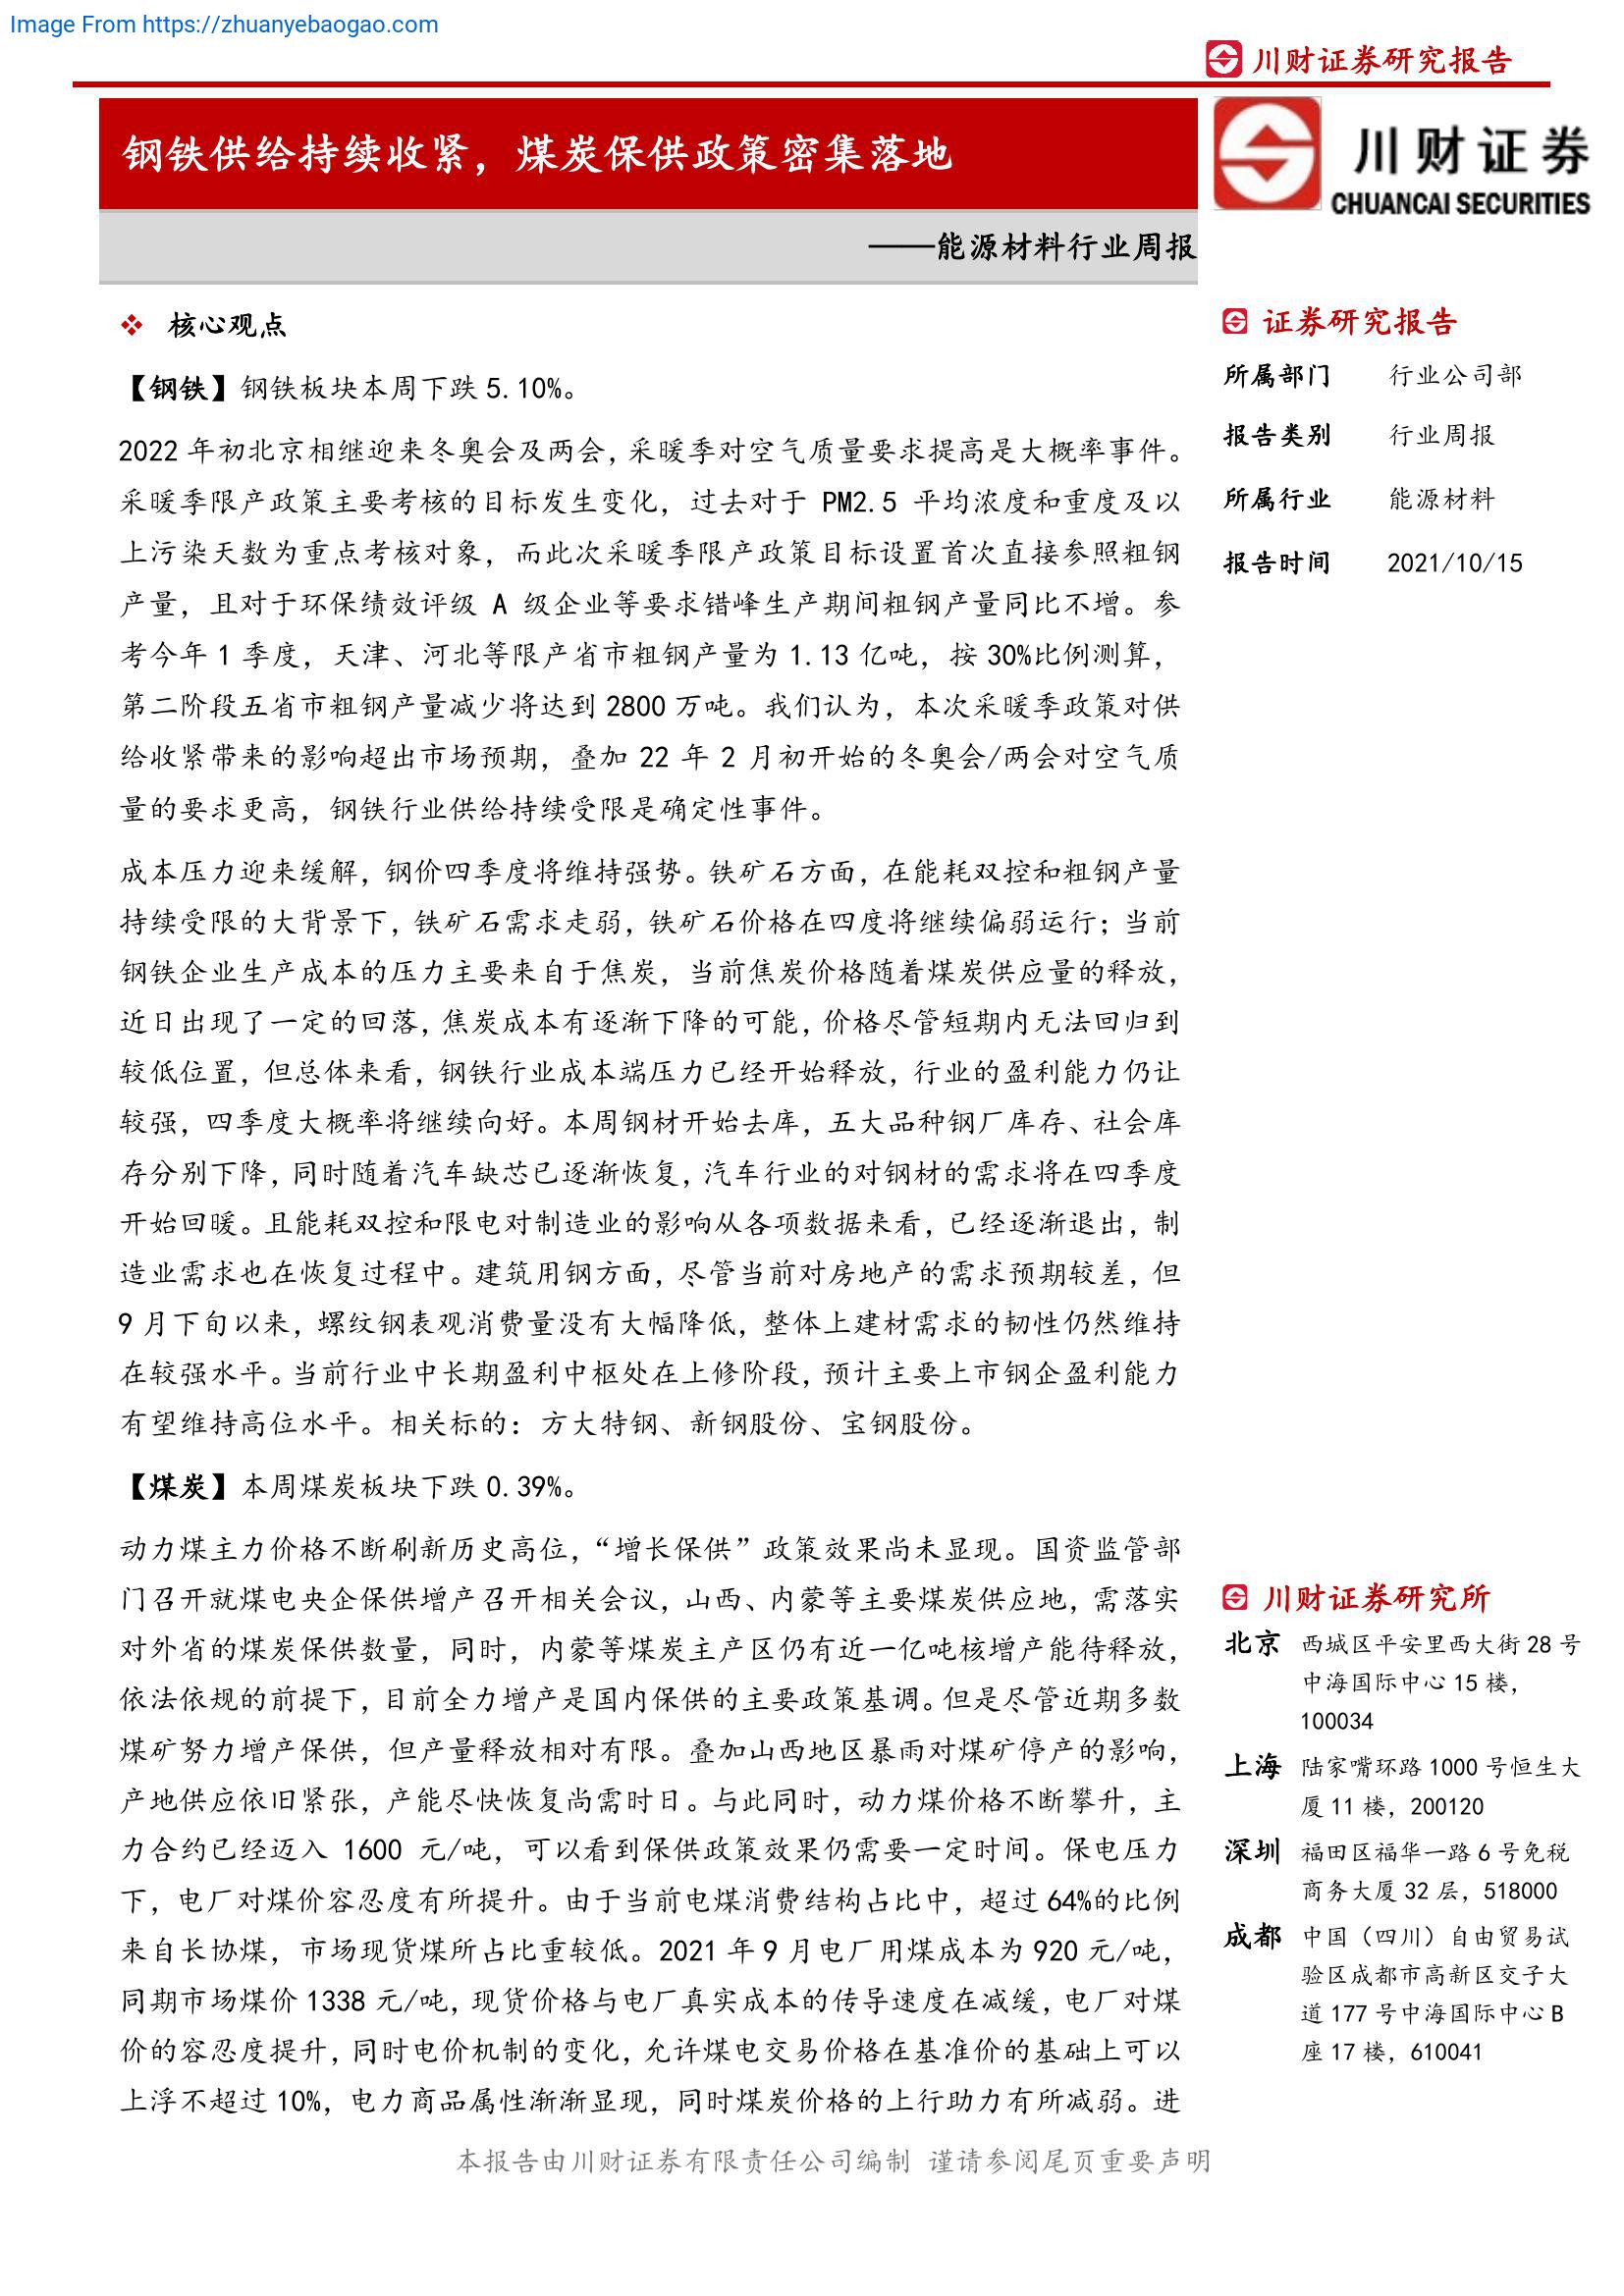 Image From https://zhuanyebaogao.com
川财证券研究报告
钢铁供给持续收紧，煤炭保供政策密集落地
川财证券
CHUANCAI SECURITIES
——能源材料行业周报
核心观点
【钢铁】钢铁板块本周下跌 5.10%。
2022 年初北京相继迎来冬奥会及两会，采暖季对空气质量要求提高是大概率事件。
采暖季限产政策主要考核的目标发生变化，过去对于 PM2.5 平均浓度和重度及以
上污染天数为重点考核对象，而此次采暖季限产政策目标设置首次直接参照粗钢
产量，且对于环保绩效评级 A 级企业等要求错峰生产期间粗钢产量同比不增。参
考今年 1 季度，天津、河北等限产省市粗钢产量为 1.13 亿吨，按 30%比例测算，
第二阶段五省市粗钢产量减少将达到 2800 万吨。我们认为，本次采暖季政策对供
给收紧带来的影响超出市场预期，叠加 22 年 2 月初开始的冬奥会/两会对空气质
量的要求更高，钢铁行业供给持续受限是确定性事件。
成本压力迎来缓解，钢价四季度将维持强势。铁矿石方面，在能耗双控和粗钢产量
持续受限的大背景下，铁矿石需求走弱，铁矿石价格在四度将继续偏弱运行；当前
钢铁企业生产成本的压力主要来自于焦炭，当前焦炭价格随着煤炭供应量的释放，
近日出现了一定的回落，焦炭成本有逐渐下降的可能，价格尽管短期内无法回归到
较低位置，但总体来看，钢铁行业成本端压力已经开始释放，行业的盈利能力仍让
较强，四季度大概率将继续向好。本周钢材开始去库，五大品种钢厂库存、社会库
存分别下降，同时随着汽车缺芯已逐渐恢复，汽车行业的对钢材的需求将在四季度
开始回暖。且能耗双控和限电对制造业的影响从各项数据来看，已经逐渐退出，制
造业需求也在恢复过程中。建筑用钢方面，尽管当前对房地产的需求预期较差，但
9 月下旬以来，螺纹钢表观消费量没有大幅降低，整体上建材需求的韧性仍然维持
在较强水平。当前行业中长期盈利中枢处在上修阶段，预计主要上市钢企盈利能力
有望维持高位水平。相关标的：方大特钢、新钢股份、宝钢股份。
【煤炭】本周煤炭板块下跌 0.39%。
动力煤主力价格不断刷新历史高位，“增长保供”政策效果尚未显现。国资监管部
门召开就煤电央企保供增产召开相关会议，山西、内蒙等主要煤炭供应地，需落实
对外省的煤炭保供数量，同时，内蒙等煤炭主产区仍有近一亿吨核增产能待释放，
依法依规的前提下，目前全力增产是国内保供的主要政策基调。但是尽管近期多数
煤矿努力增产保供，但产量释放相对有限。叠加山西地区暴雨对煤矿停产的影响，
产地供应依旧紧张，产能尽快恢复尚需时日。与此同时，动力煤价格不断攀升，主
力合约已经迈入 1600 元/吨，可以看到保供政策效果仍需要一定时间。保电压力
下，电厂对煤价容忍度有所提升。由于当前电煤消费结构占比中，超过 64%的比例
来自长协煤，市场现货煤所占比重较低。2021 年 9 月电厂用煤成本为 920 元/吨，
同期市场煤价 1338 元/吨，现货价格与电厂真实成本的传导速度在减缓，电厂对煤
价的容忍度提升，同时电价机制的变化，允许煤电交易价格在基准价的基础上可以
上浮不超过 10%，电力商品属性渐渐显现，同时煤炭价格的上行助力有所减弱。进
证券研究报告
所属部门 行业公司部
报告类别 行业周报
所属行业 能源材料
报告时间 2021/10/15
川财证券研究所
北京 西城区平安里西大街 28 号
中海国际中心 15 楼，
100034
上海 陆家嘴环路 1000 号恒生大
厦 11 楼，200120
深圳 福田区福华一路 6 号免税
商务大厦 32 层，518000
成都 中国（四川）自由贸易试
验区成都市高新区交子大
道 177 号中海国际中心 B
座 17 楼，610041
本报告由川财证券有限责任公司编制 谨请参阅尾页重要声明